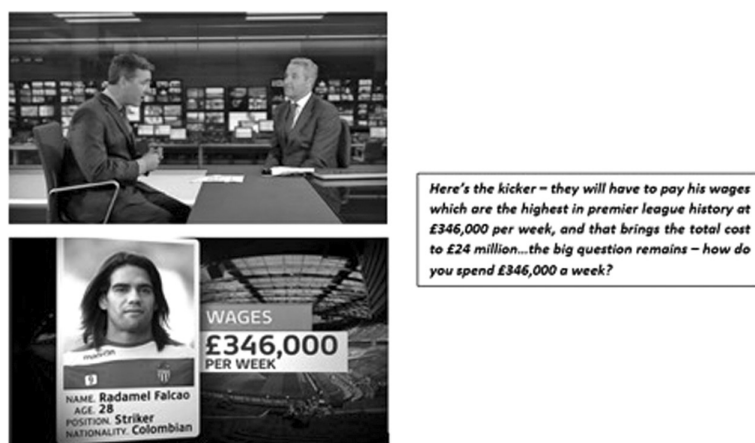 Here's the kicker – they will have to pay his wages
which are the highest in premier league history at
£346,000 per week, and that brings the total cost
to £24 million...the big question remains – how do
you spend £346,000 a week?
WAGES
£346,000
PER WEEK
9
NAME. Radamel Falcao
AGE. 28
POSITION. Striker
NATIONALITY. Colombian